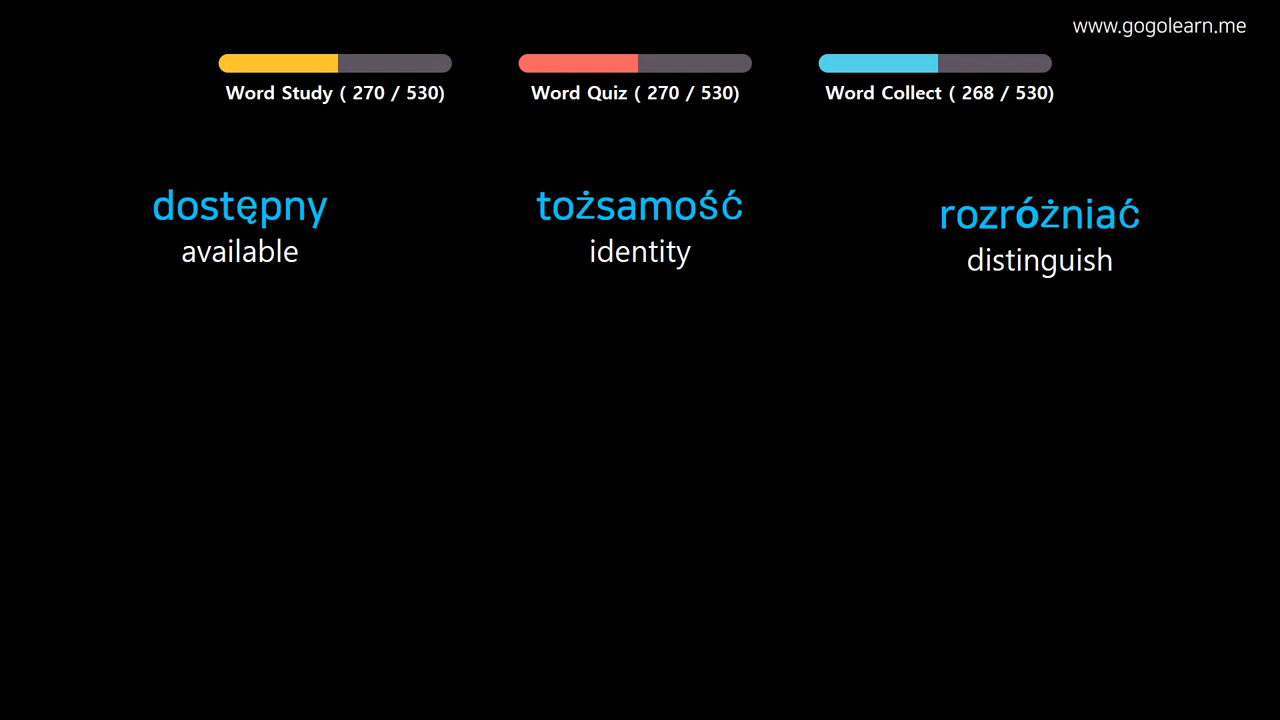 www.gogolearn.me
Word Study ( 270 / 530)
Word Quiz ( 270 / 530)
Word Collect ( 268 / 530)
dostępny
available
tożsamość
identity
rozróżniać
distinguish